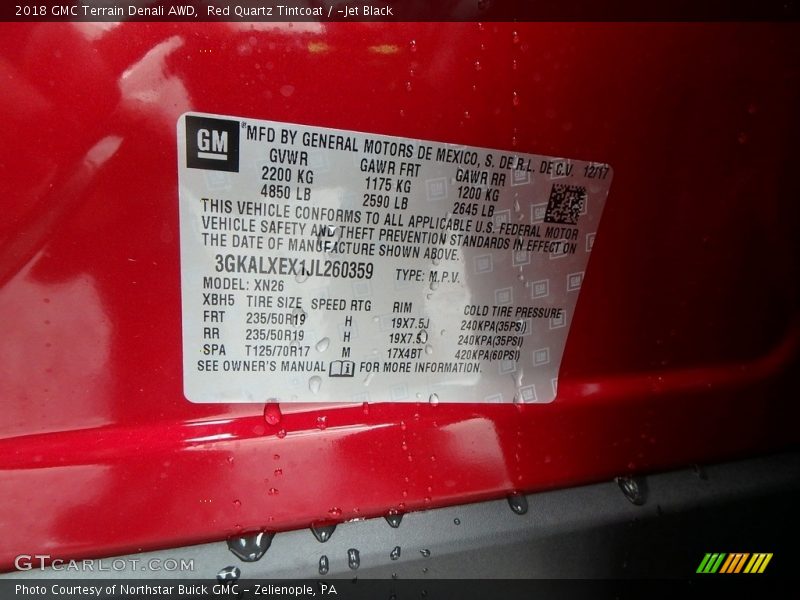 2018 GMC Terrain Denali AWD,  Red Quartz Tintcoat / -Jet Black
GM ® MFD BY GENERAL MOTORS DE MEXICO, S. DE R.L. DE C.V. 12/17
GVWR GAWR FRT GAWR RR
2200 KG 1175 KG 1200 KG
4850 LB 2590 LB 2645 LB
THIS VEHICLE CONFORMS TO ALL APPLICABLE U.S. FEDERAL MOTOR
VEHICLE SAFETY AND THEFT PREVENTION STANDARDS IN EFFECT ON
THE DATE OF MANUFACTURE SHOWN ABOVE.
3GKALXEX1JL260359 TYPE: M.P.V.
MODEL: XN26
XBH5 TIRE SIZE SPEED RTG RIM COLD TIRE PRESSURE
FRT 235/50R19 H 19X7.5J 240KPA(35PSI)
RR 235/50R19 H 19X7.5J 240KPA(35PSI)
SPA T125/70R17 M 17X4BT 420KPA(60PSI)
SEE OWNER'S MANUAL FOR MORE INFORMATION.
GTCARLOT.COM
Photo Courtesy of Northstar Buick GMC - Zelienople, PA